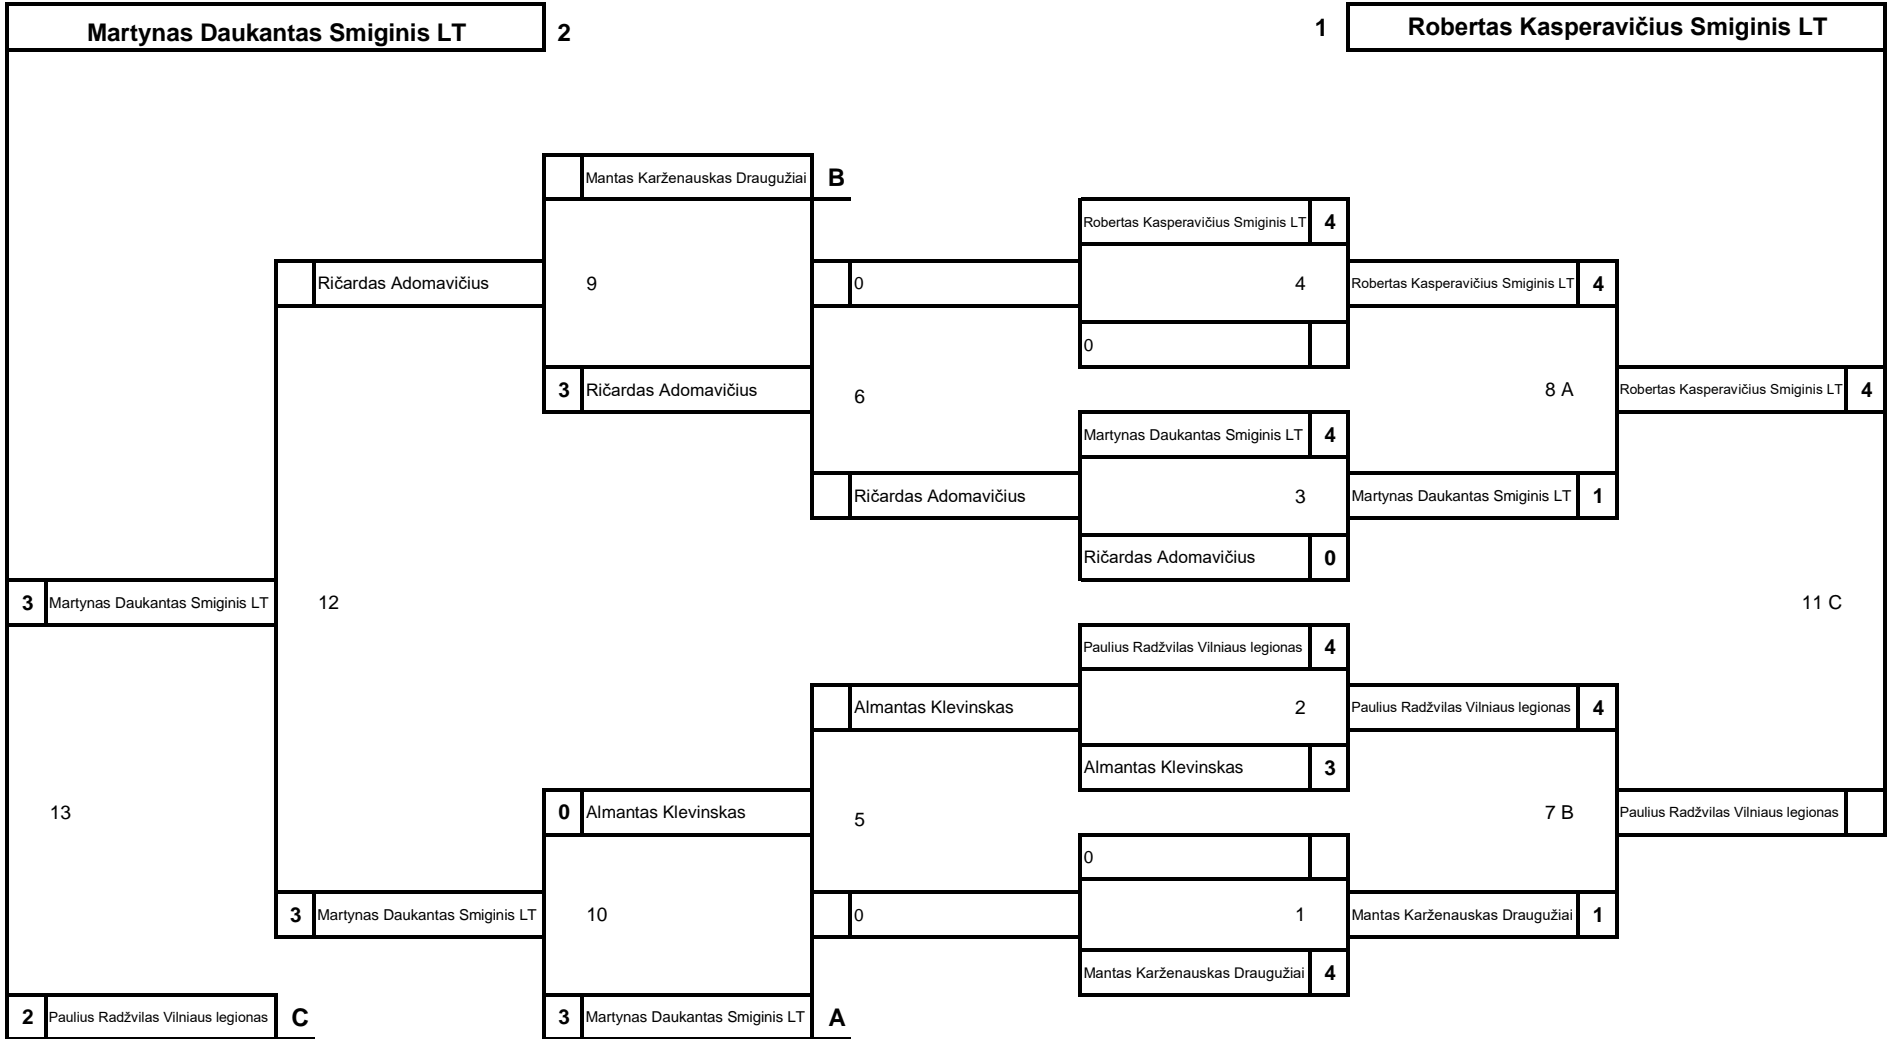 Martynas Daukantas Smiginis LT 2 1 Robertas Kasperavičius Smiginis LT
Mantas Karženauskas Draugužiai B
Robertas Kasperavičius Smiginis LT 4
Ričardas Adomavičius 9 0 4 Robertas Kasperavičius Smiginis LT 4
0
3 Ričardas Adomavičius 6 8 A Robertas Kasperavičius Smiginis LT 4
Martynas Daukantas Smiginis LT 4
Ričardas Adomavičius 3 Martynas Daukantas Smiginis LT 1
Ričardas Adomavičius 0
3 Martynas Daukantas Smiginis LT 12 11 C
Paulius Radžvilas Vilniaus legionas 4
Almantas Klevinskas 2 Paulius Radžvilas Vilniaus legionas 4
Almantas Klevinskas 3
13 0 Almantas Klevinskas 5 7 B Paulius Radžvilas Vilniaus legionas
0
3 Martynas Daukantas Smiginis LT 10 0 1 Mantas Karženauskas Draugužiai 1
Mantas Karženauskas Draugužiai 4
2 Paulius Radžvilas Vilniaus legionas C 3 Martynas Daukantas Smiginis LT A